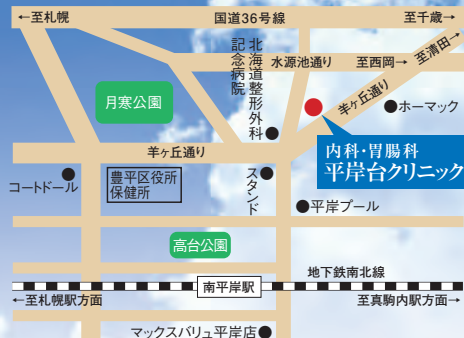 ←至札幌
国道36号線
至千歳→
北海道整形外科
記念病院
水源池通り
至西岡→
至清田→
月寒公園
羊ヶ丘通り
ホーマック
羊ヶ丘通り
内科・胃腸科
平岸台クリニック
コートドール
豊平区役所
保健所
スタンド
平岸プール
高台公園
地下鉄南北線
南平岸駅
←至札幌駅方面
至真駒内駅方面→
マックスバリュ平岸店